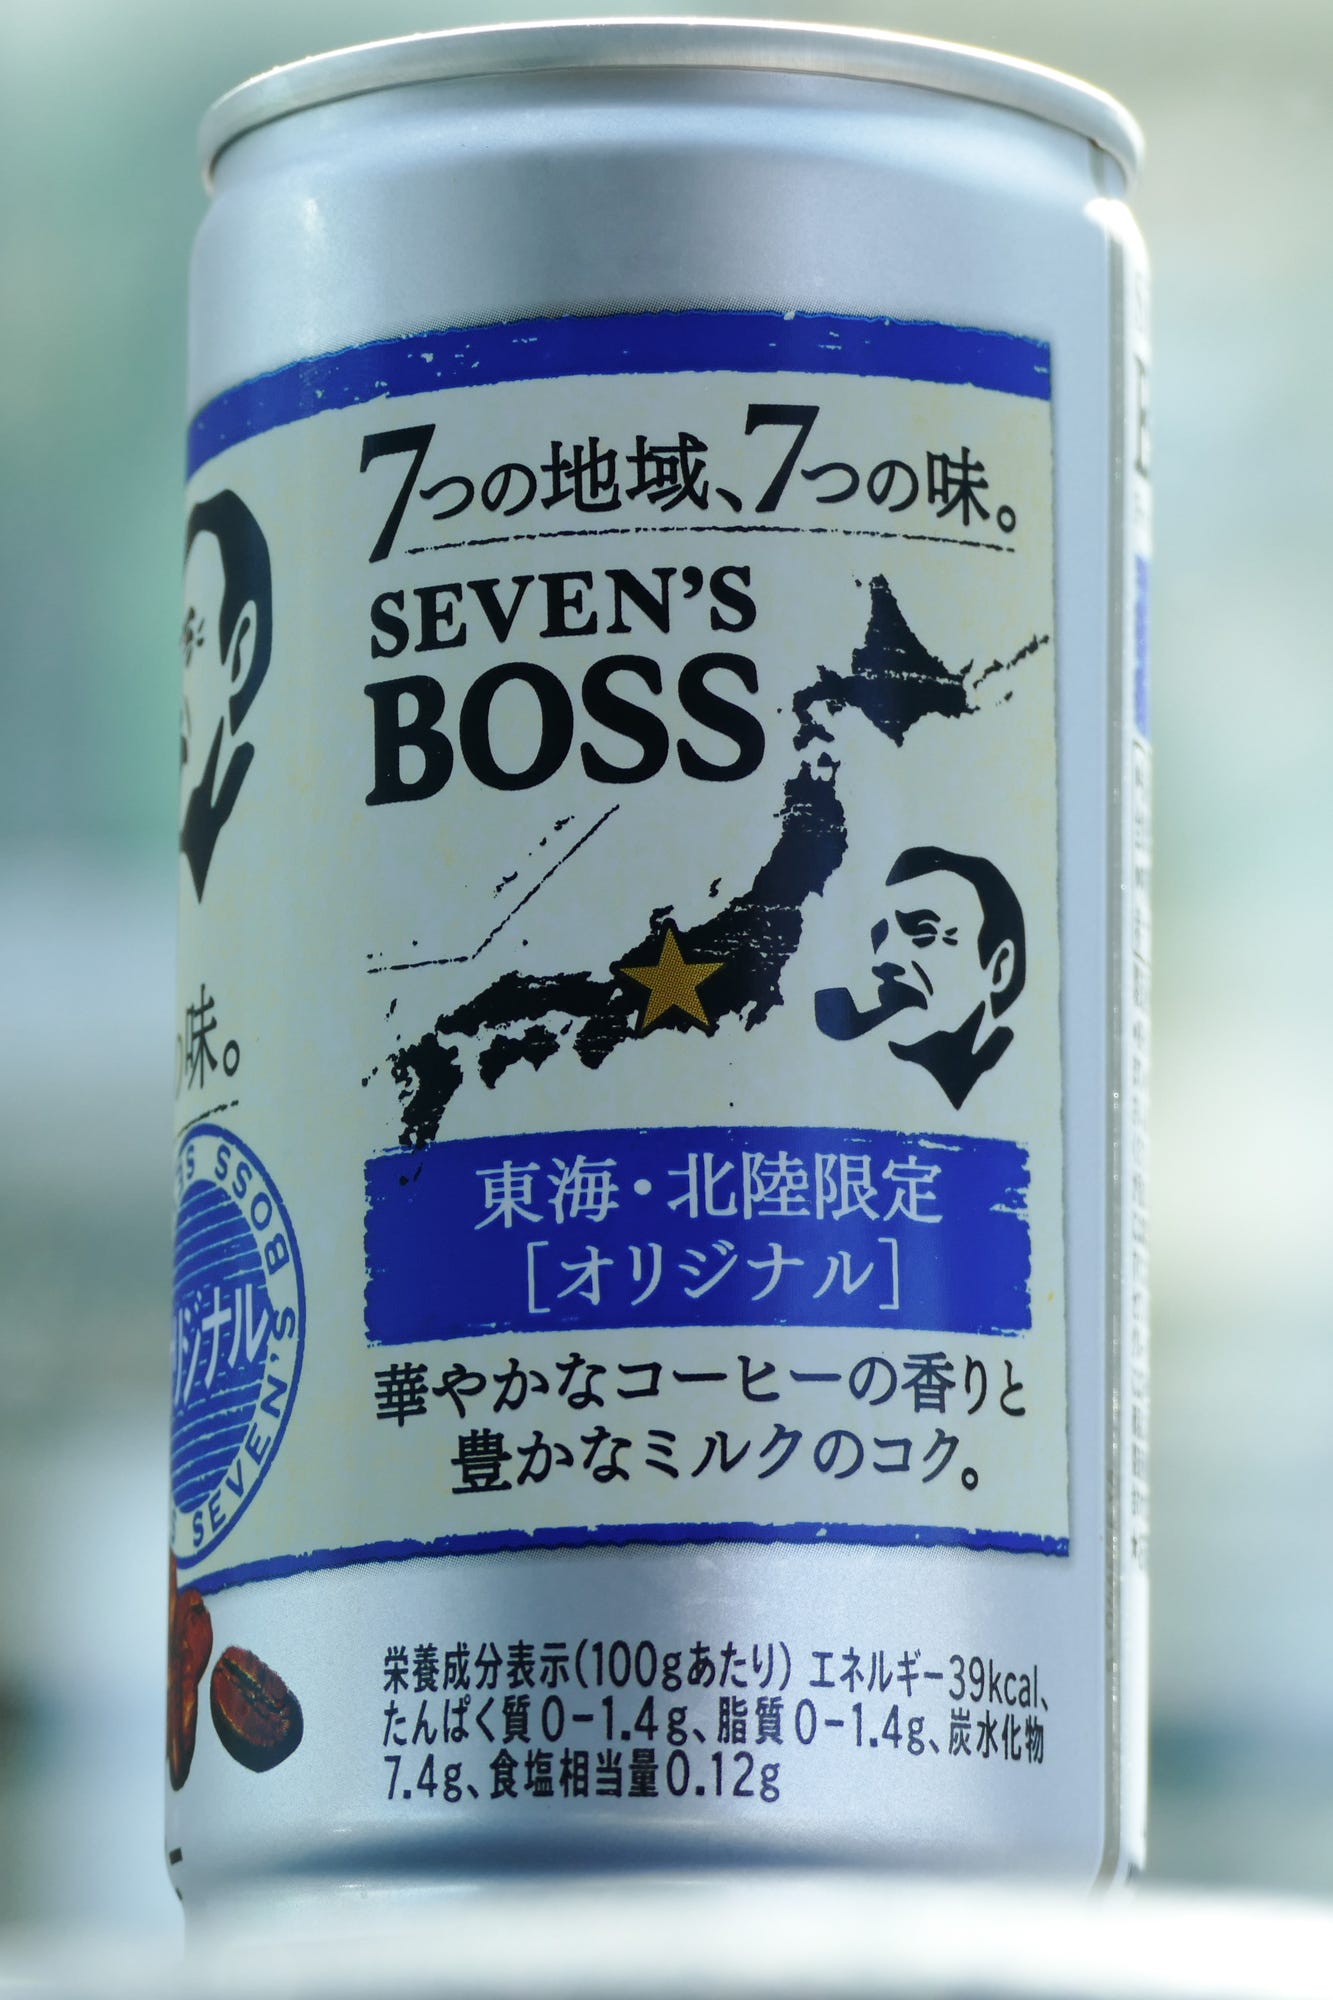 7つの地域、7つの味。
SEVEN'S
BOSS
東海・北陸限定
［オリジナル］
華やかなコーヒーの香りと
豊かなミルクのコク。
栄養成分表示（100gあたり） エネルギー39kcal、
たんぱく質0−1.4g、脂質0−1.4g、炭水化物
7.4g、食塩相当量0.12g
味。
BOSS
ジナル
SEVEN'S